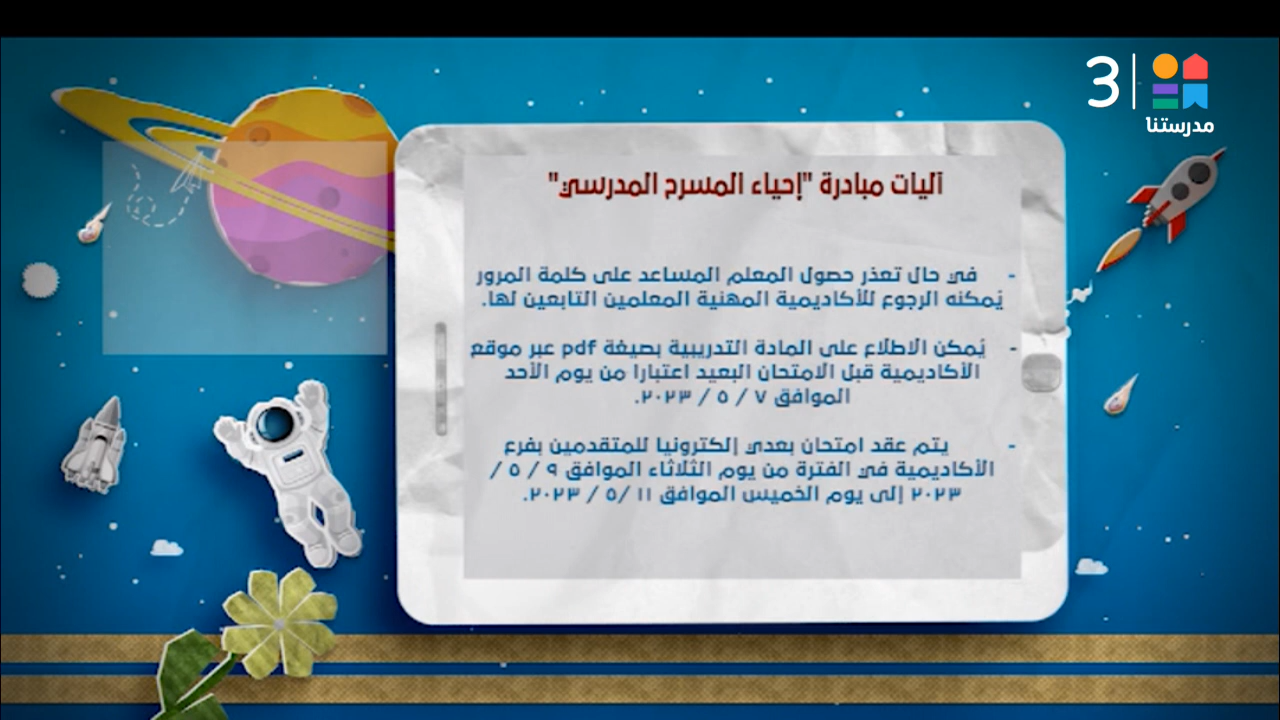 3
مدرستنا
آليات مبادرة "إحياء المسرح المدرسي"
- في حال تعذر حصول المعلم المساعد على كلمة المرور
يُمكنه الرجوع للأكاديمية المهنية المعلمين التابعين لها.
- يُمكن الاطلاع على المادة التدريبية بصيغة pdf عبر موقع
الأكاديمية قبل الامتحان البعيد اعتبارا من يوم الأحد
الموافق ٧ / ٥ / ٢٠٢٣.
- يتم عقد امتحان بعدي إلكترونيا للمتقدمين بفرع
الأكاديمية في الفترة من يوم الثلاثاء الموافق ٩ / ٥ /
٢٠٢٣ إلى يوم الخميس الموافق ١١ /٥ / ٢٠٢٣.